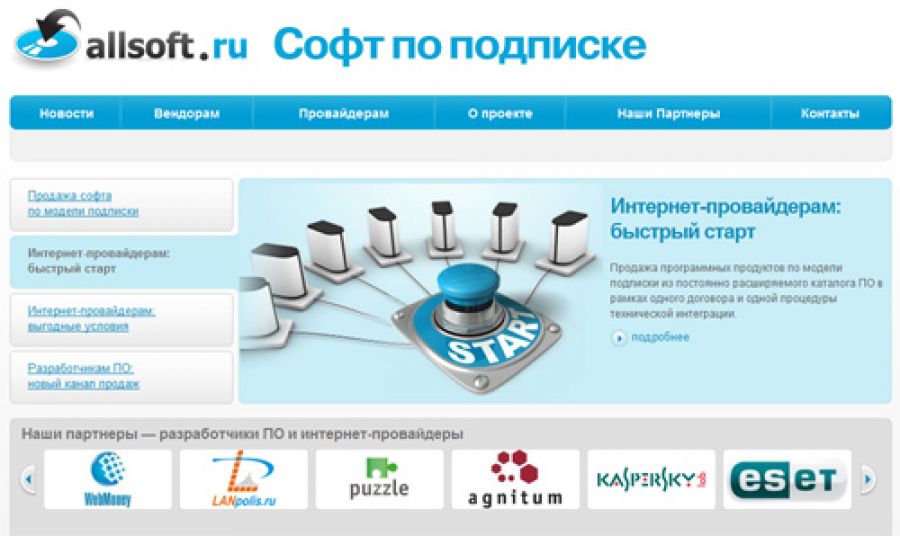 allsoft.ru Софт по подписке
Новости Вендорам Провайдерам О проекте Наши Партнеры Контакты
Продажа софта
по модели подписки
Интернет-провайдерам:
быстрый старт
Интернет-провайдерам:
выгодные условия
Разработчикам ПО:
новый канал продаж
START
Интернет-провайдерам:
быстрый старт
Продажа программных продуктов по модели
подписки из постоянно расширяемого каталога ПО в
рамках одного договора и одной процедуры
технической интеграции.
подробнее
Наши партнеры — разработчики ПО и интернет-провайдеры
WebMoney
LANpolis.ru
puzzle
agnitum
KASPERSKY lab
eset